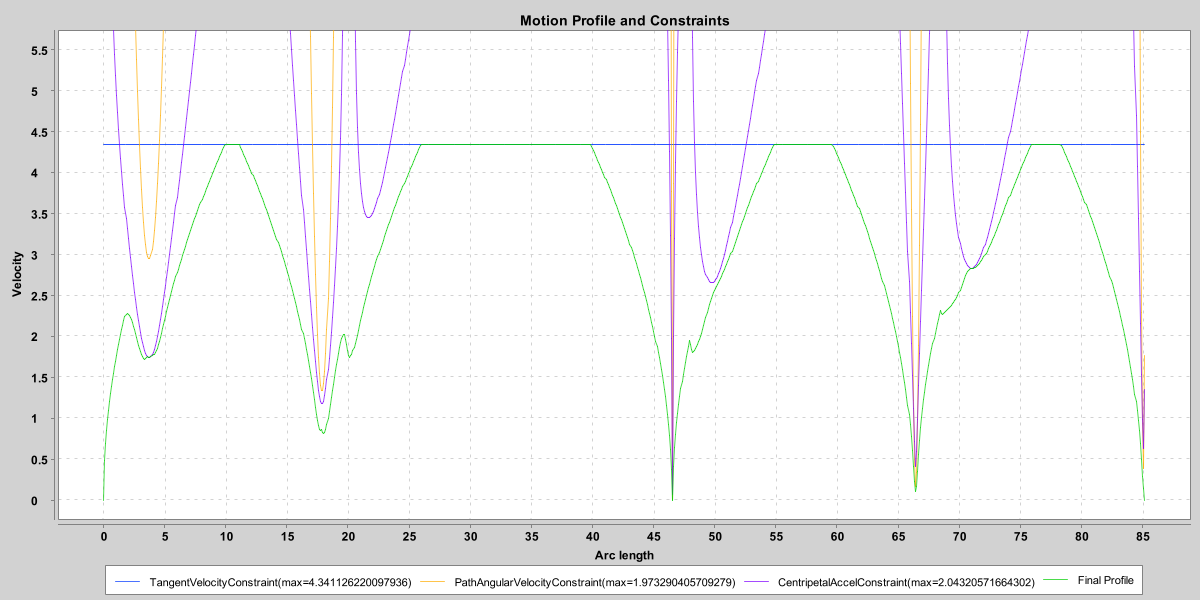 Motion Profile and Constraints
5.5
5
4.5
4
3.5
3
2.5
2
1.5
1
0.5
0
Velocity
0 5 10 15 20 25 30 35 40 45 50 55 60 65 70 75 80 85
Arc length
TangentVelocityConstraint(max=4.341126220097936) PathAngularVelocityConstraint(max=1.973290405709279) CentripetalAccelConstraint(max=2.04320571664302) Final Profile